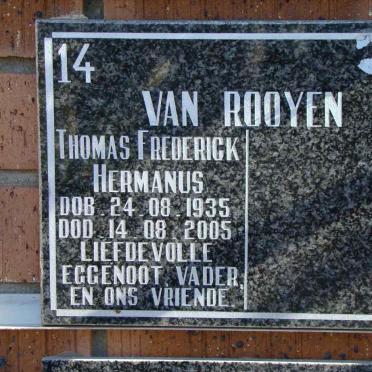 14
VAN ROOYEN
THOMAS FREDERICK
HERMANUS
DOB 24.08.1935
DOD 14.08.2005
LIEFDEVOLLE
EGGENOOT VADER,
EN ONS VRIENDE.